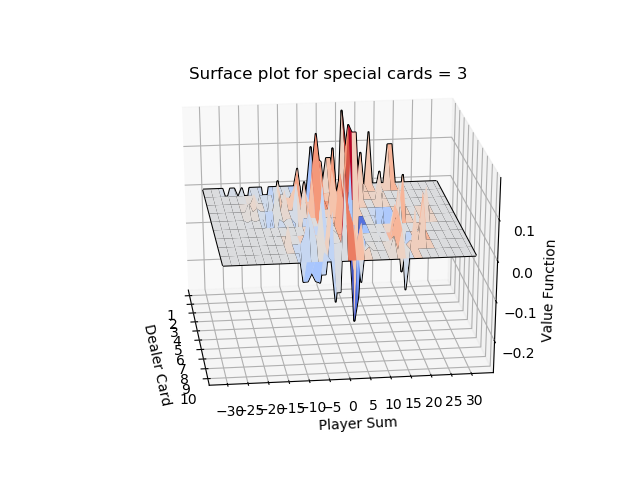 Surface plot for special cards = 3
0.1
0.0
−0.1
−0.2
Value Function
1
2
3
4
5
6
7
8
9
10
Dealer Card
−30 −25 −20 −15 −10 −5 0 5 10 15 20 25 30
Player Sum